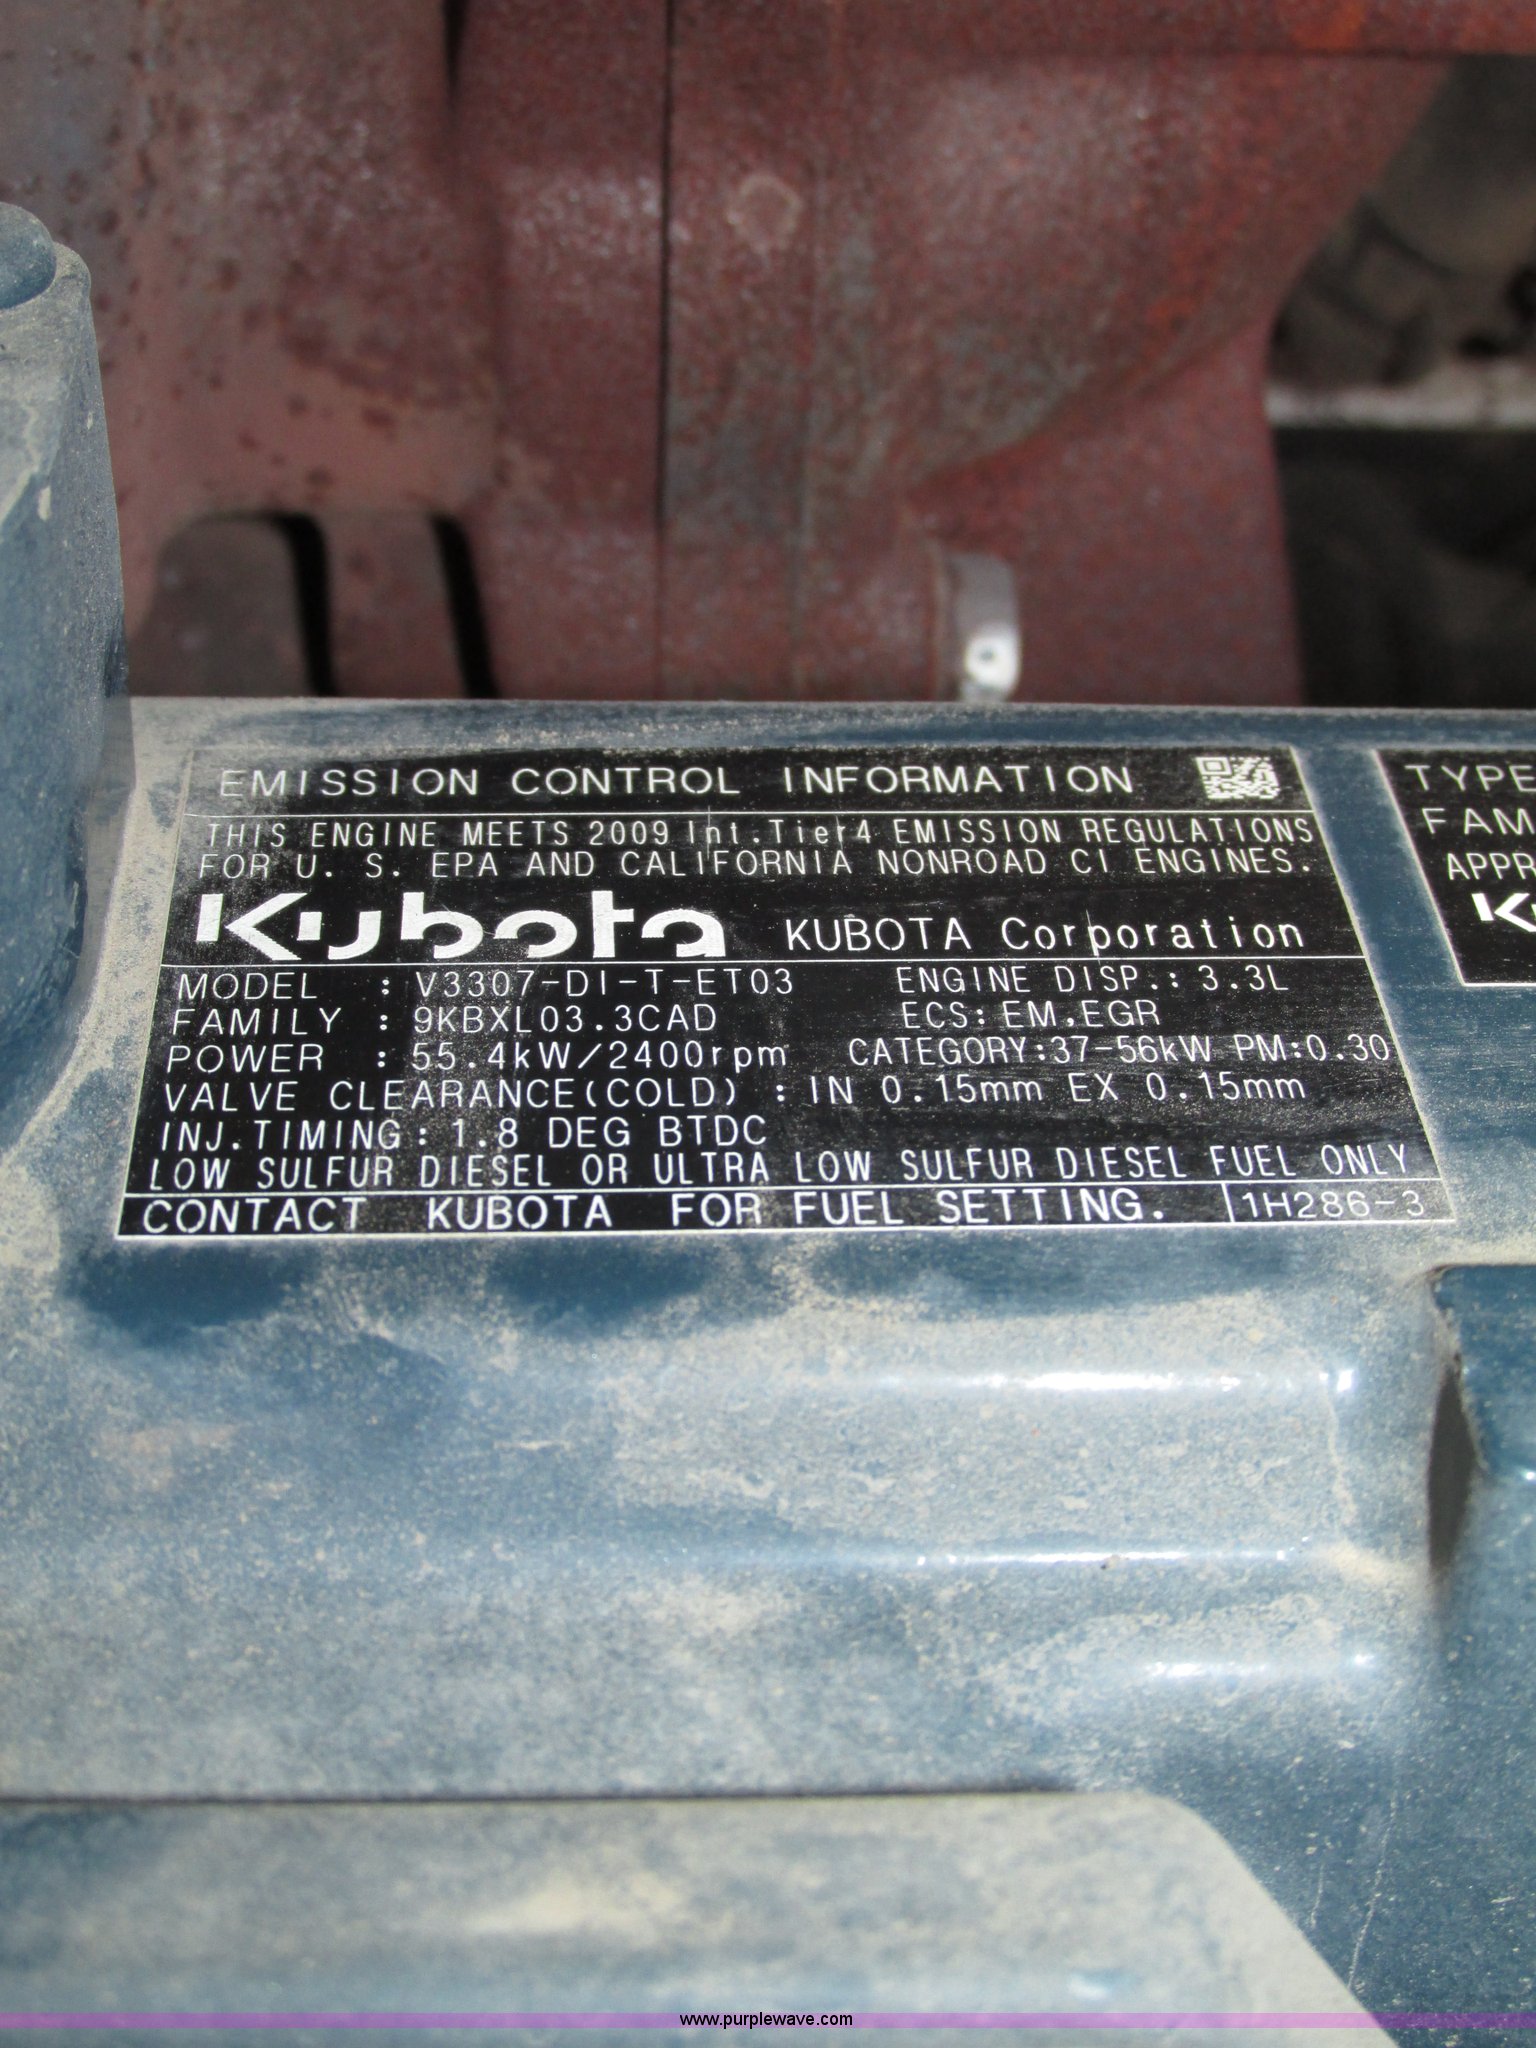 EMISSION CONTROL INFORMATION
THIS ENGINE MEETS 2009 Int.Tier4 EMISSION REGULATIONS
FOR U. S. EPA AND CALIFORNIA NONROAD CI ENGINES.
Kubota KUBOTA Corporation
MODEL : V3307-DI-T-ET03 ENGINE DISP.: 3.3L
FAMILY : 9KBXL03.3CAD ECS: EM,EGR
POWER : 55.4kW/2400rpm CATEGORY:37-56kW PM:0.30
VALVE CLEARANCE(COLD) : IN 0.15mm EX 0.15mm
INJ.TIMING: 1.8 DEG BTDC
LOW SULFUR DIESEL OR ULTRA LOW SULFUR DIESEL FUEL ONLY
CONTACT KUBOTA FOR FUEL SETTING. 1H286-3
TYPE
FAM
APPR
Ku
www.purplewave.com